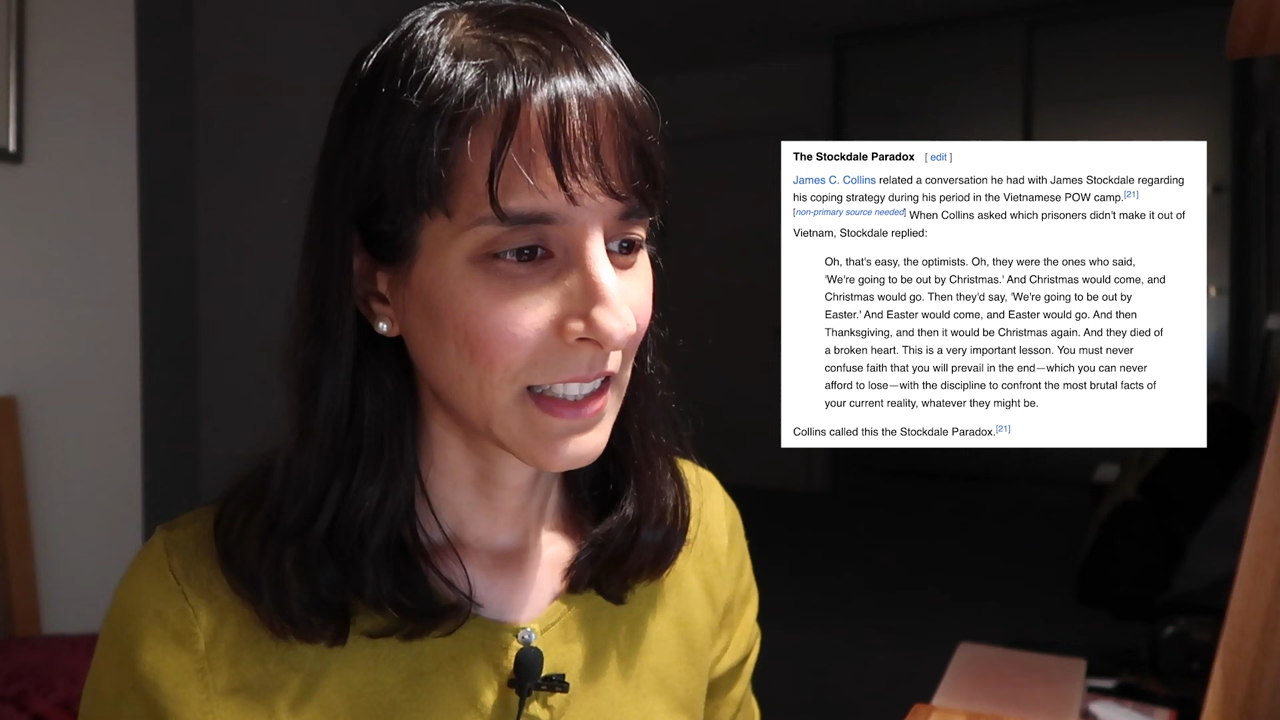 The Stockdale Paradox [ edit ]
James C. Collins related a conversation he had with James Stockdale regarding
his coping strategy during his period in the Vietnamese POW camp.[21]
[non-primary source needed] When Collins asked which prisoners didn't make it out of
Vietnam, Stockdale replied:
Oh, that's easy, the optimists. Oh, they were the ones who said,
'We're going to be out by Christmas.' And Christmas would come, and
Christmas would go. Then they'd say, 'We're going to be out by
Easter.' And Easter would come, and Easter would go. And then
Thanksgiving, and then it would be Christmas again. And they died of
a broken heart. This is a very important lesson. You must never
confuse faith that you will prevail in the end—which you can never
afford to lose—with the discipline to confront the most brutal facts of
your current reality, whatever they might be.
Collins called this the Stockdale Paradox.[21]